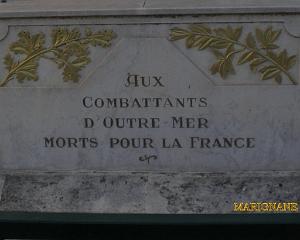 AUX
COMBATTANTS
D'OUTRE-MER
MORTS POUR LA FRANCE
MARIGNANE